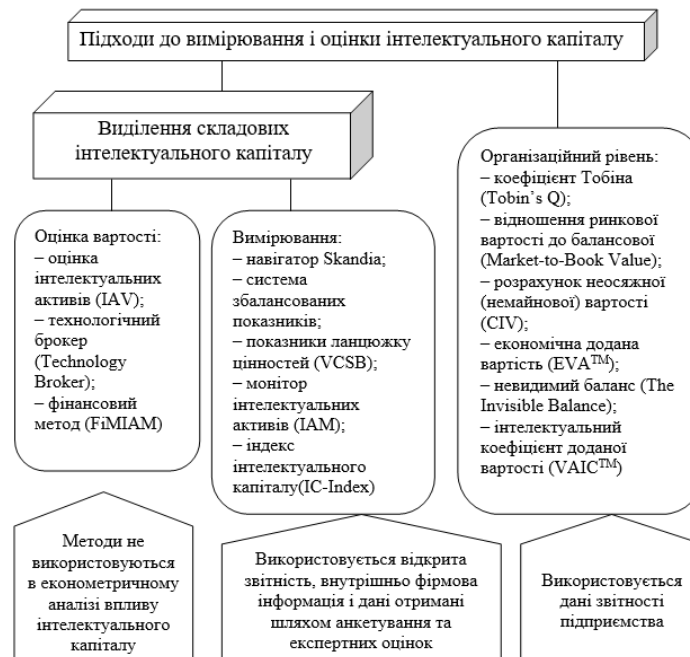 Підходи до вимірювання і оцінки інтелектуального капіталу
Виділення складових
інтелектуального капіталу
Оцінка вартості:
– оцінка
інтелектуальних
активів (IAV);
– технологічний
брокер
(Technology
Broker);
– фінансовий
метод (FiMIAM)
Вимірювання:
– навігатор Skandia;
– система
збалансованих
показників;
– показники ланцюжку
цінностей (VCSB);
– монітор
інтелектуальних
активів (IAM);
– індекс
інтелектуального
капіталу(IC-Index)
Організаційний рівень:
– коефіцієнт Тобіна
(Tobin’s Q);
– відношення ринкової
вартості до балансової
(Market-to-Book Value);
– розрахунок неосяжної
(немайнової) вартості
(CIV);
– економічна додана
вартість (EVA™);
– невидимий баланс (The
Invisible Balance);
– інтелектуальний
коефіцієнт доданої
вартості (VAIC™)
Методи не
використовуються
в економетричному
аналізі впливу
інтелектуального
капіталу
Використовується відкрита
звітність, внутрішньо фірмова
інформація і дані отримані
шляхом анкетування та
експертних оцінок
Використовується
дані звітності
підприємства